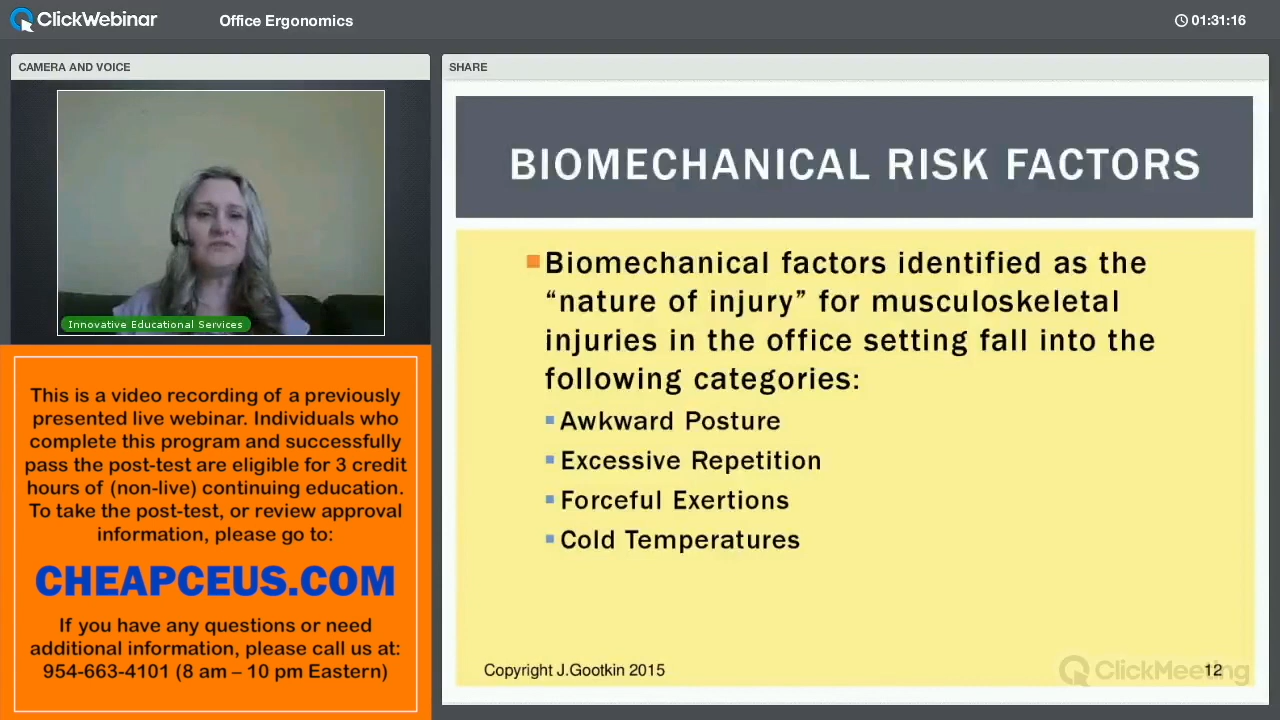 ClickWebinar
Office Ergonomics
01:31:16
CAMERA AND VOICE
Innovative Educational Services
This is a video recording of a previously
presented live webinar. Individuals who
complete this program and successfully
pass the post-test are eligible for 3 credit
hours of (non-live) continuing education.
To take the post-test, or review approval
information, please go to:
CHEAPCEUS.COM
If you have any questions or need
additional information, please call us at:
954-663-4101 (8 am – 10 pm Eastern)
SHARE
BIOMECHANICAL RISK FACTORS
Biomechanical factors identified as the
“nature of injury” for musculoskeletal
injuries in the office setting fall into the
following categories:
Awkward Posture
Excessive Repetition
Forceful Exertions
Cold Temperatures
Copyright J.Gootkin 2015
12
ClickMeeting